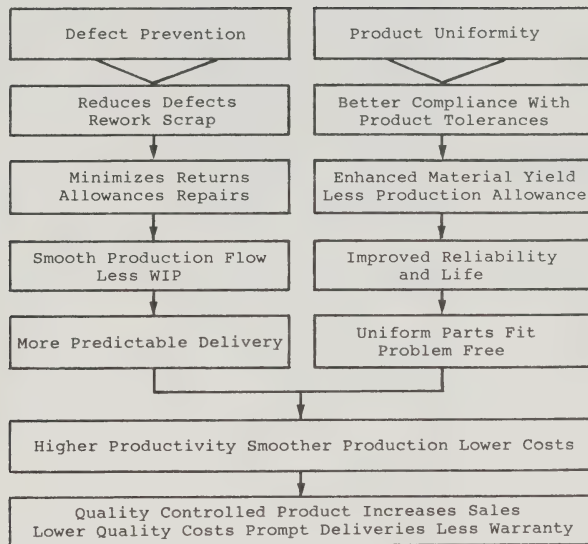 Defect Prevention
Product Uniformity
Reduces Defects
Rework Scrap
Better Compliance With
Product Tolerances
Minimizes Returns
Allowances Repairs
Enhanced Material Yield
Less Production Allowance
Smooth Production Flow
Less WIP
Improved Reliability
and Life
More Predictable Delivery
Uniform Parts Fit
Problem Free
Higher Productivity Smoother Production Lower Costs
Quality Controlled Product Increases Sales
Lower Quality Costs Prompt Deliveries Less Warranty